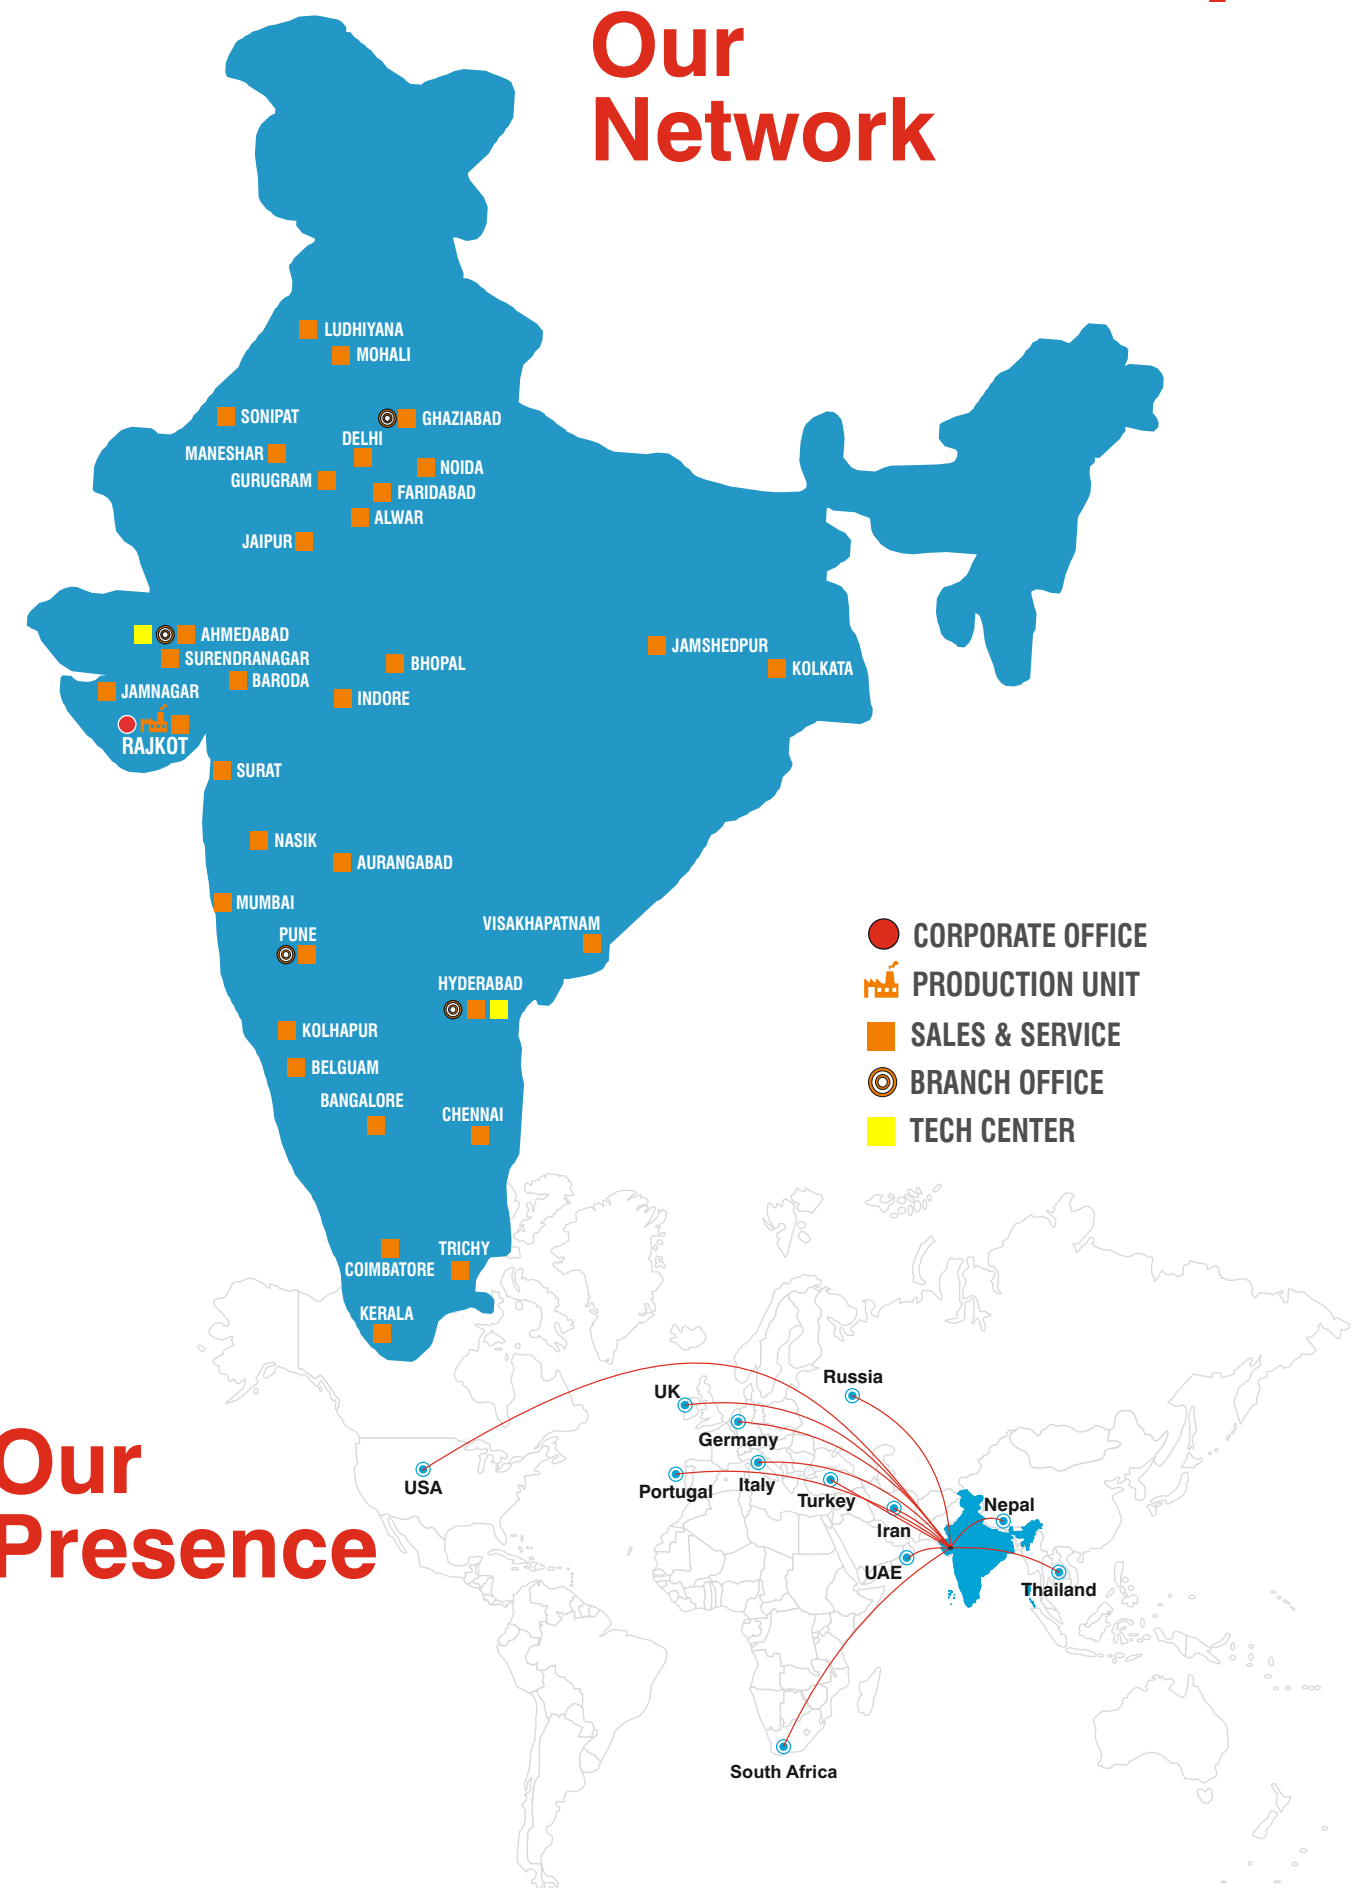 Our
Network
LUDHIYANA
MOHALI
SONIPAT
GHAZIABAD
DELHI
MANESHAR
NOIDA
GURUGRAM
FARIDABAD
ALWAR
JAIPUR
AHMEDABAD
SURENDRANAGAR
BHOPAL
JAMSHEDPUR
KOLKATA
BARODA
JAMNAGAR
INDORE
RAJKOT
SURAT
NASIK
AURANGABAD
MUMBAI
VISAKHAPATNAM
PUNE
HYDERABAD
KOLHAPUR
BELGUAM
BANGALORE
CHENNAI
TRICHY
COIMBATORE
KERALA
CORPORATE OFFICE
PRODUCTION UNIT
SALES & SERVICE
BRANCH OFFICE
TECH CENTER
Our
Presence
Russia
UK
Germany
USA
Portugal
Italy
Turkey
Nepal
Iran
UAE
Thailand
South Africa